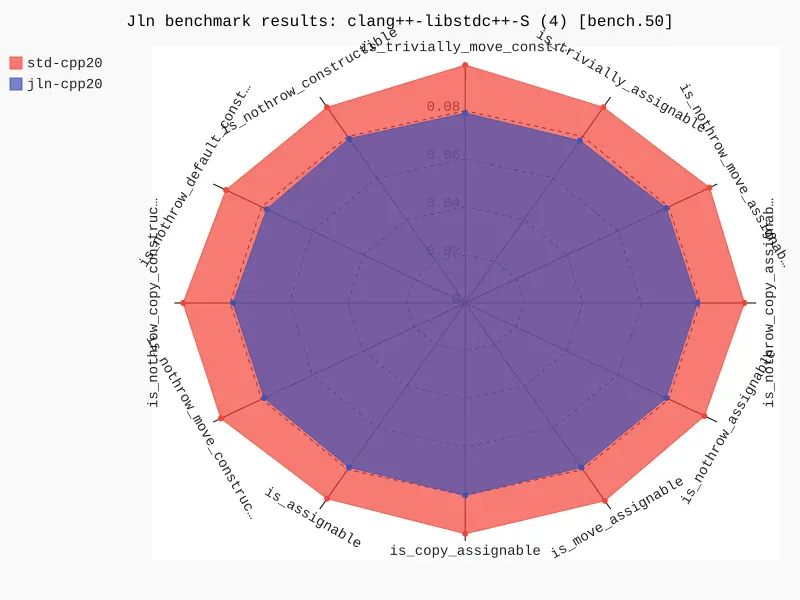 Jln benchmark results: clang++-libstdc++-S (4) [bench.50]
std-cpp20
jln-cpp20
is_trivially_move_constr…
is_trivially_assignable
is_nothrow_move_assignab…
is_nothrow_copy_assignab…
is_nothrow_assignable
is_move_assignable
is_copy_assignable
is_assignable
is_nothrow_move_construc…
is_nothrow_copy_construc…
is_nothrow_default_const…
is_nothrow_constructible
0.08
0.06
0.04
0.02
0